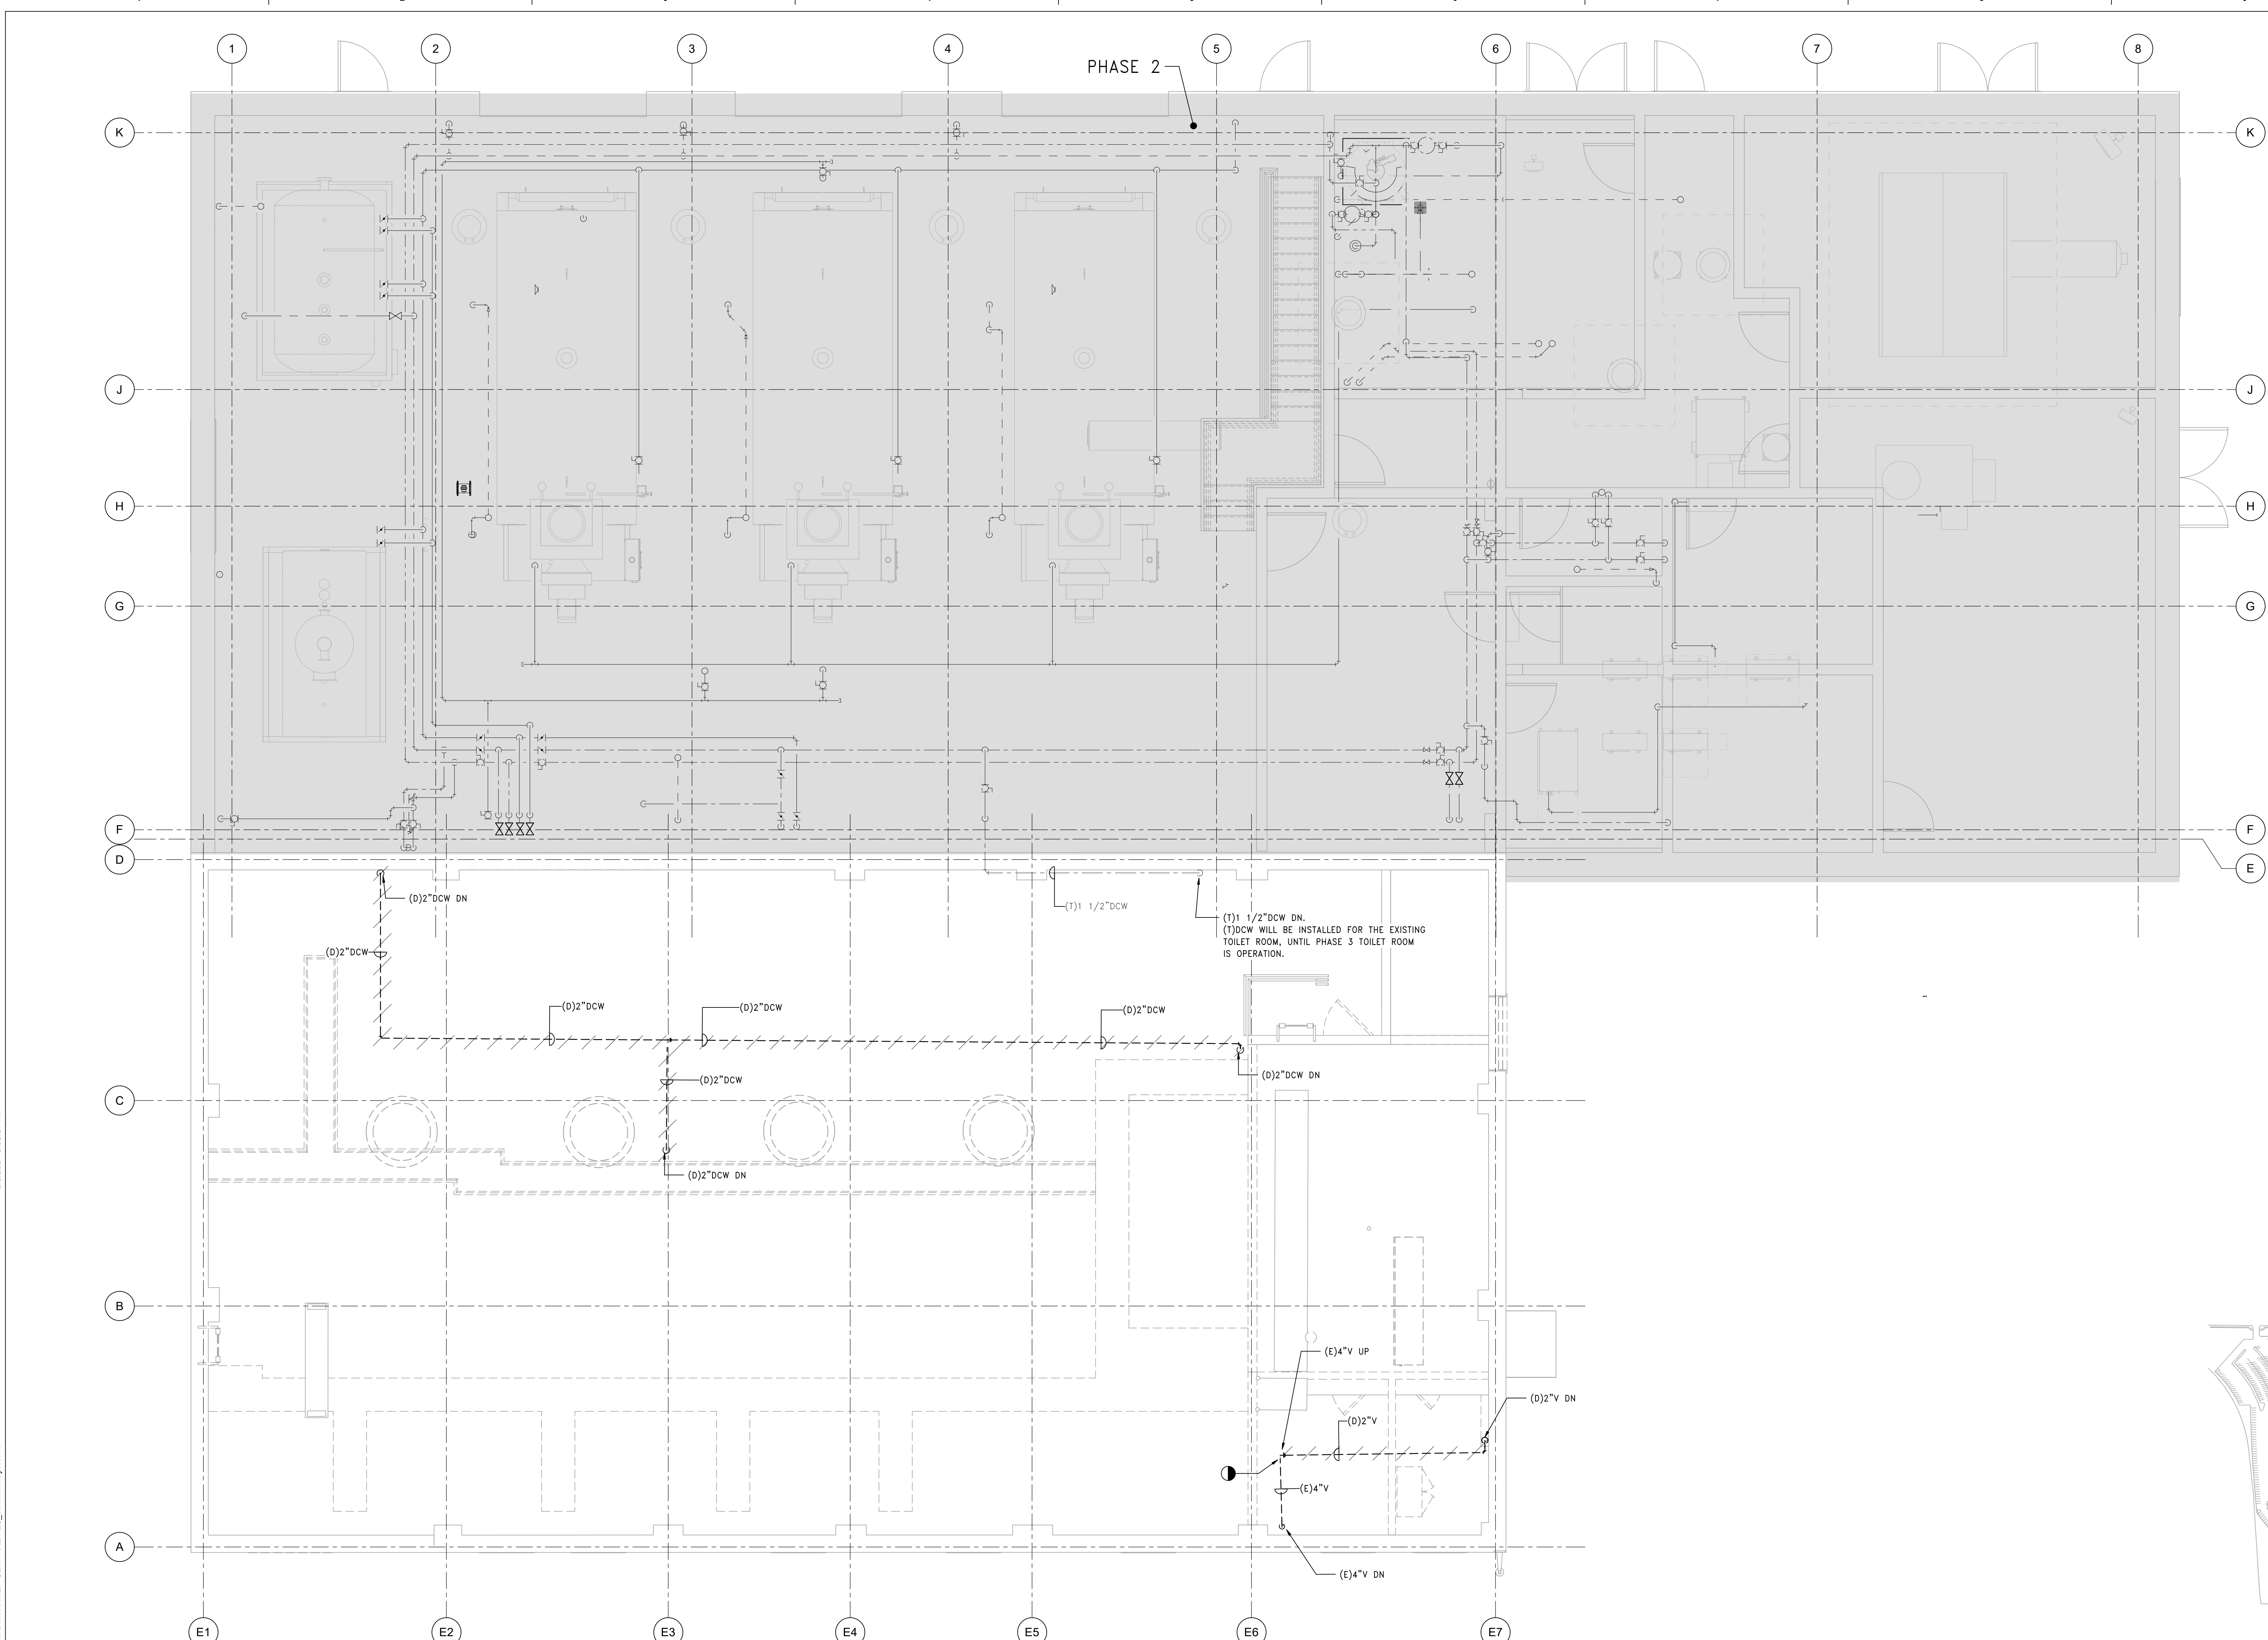 1 2 3 4 5 6 7 8
PHASE 2
K K
J J
H H
G G
F F
D
E
(D)2"DCW DN
(T)1 1/2"DCW
(T)1 1/2"DCW DN.
(T)DCW WILL BE INSTALLED FOR THE EXISTING
TOILET ROOM, UNTIL PHASE 3 TOILET ROOM
IS OPERATION.
(D)2"DCW
(D)2"DCW
(D)2"DCW
(D)2"DCW
(D)2"DCW
(D)2"DCW DN
C
(D)2"DCW DN
B
(E)4"V UP
(D)2"V DN
(D)2"V
(E)4"V
A
(E)4"V DN
E1 E2 E3 E4 E5 E6 E7